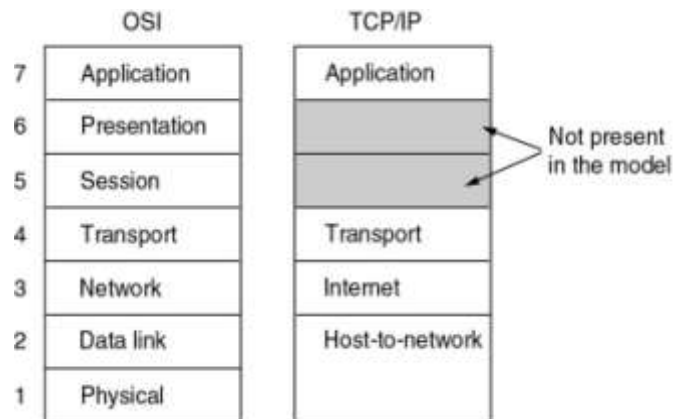 OSI TCP/IP
7 Application Application
6 Presentation
Not present
in the model
5 Session
4 Transport Transport
3 Network Internet
2 Data link Host-to-network
1 Physical